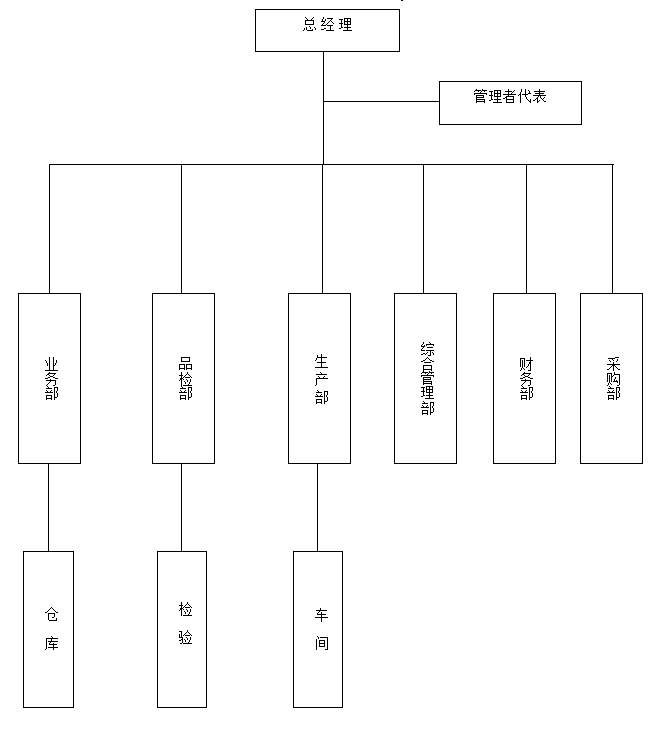 总经理
管理者代表
业务部
品检部
生产部
综合管理部
财务部
采购部
仓库
检验
车间